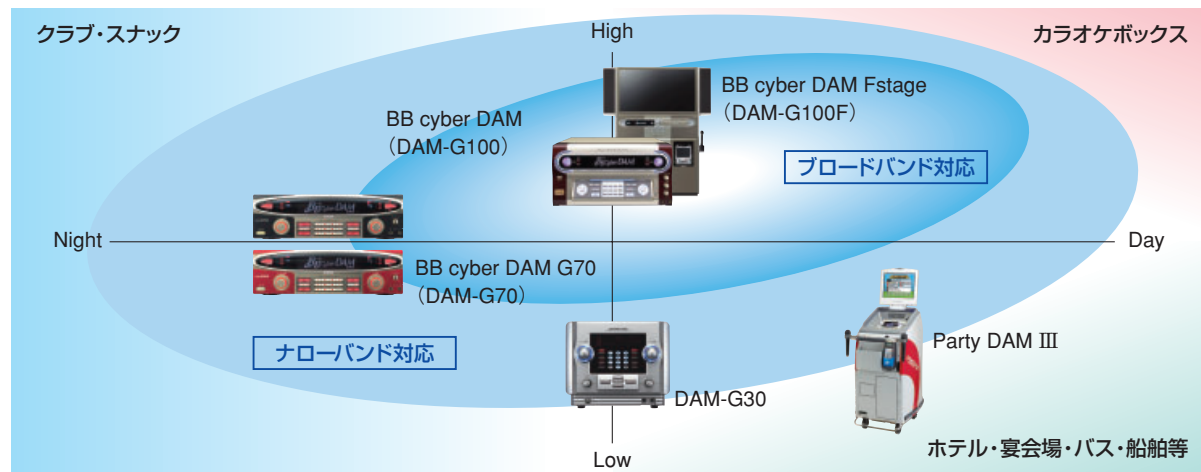 クラブ・スナック
High
カラオケボックス
BB cyber DAM
（DAM-G100）
BB cyber DAM Fstage
（DAM-G100F）
ブロードバンド対応
Night
Day
BB cyber DAM G70
（DAM-G70）
ナローバンド対応
Party DAM Ⅲ
DAM-G30
ホテル・宴会場・バス・船舶等
Low